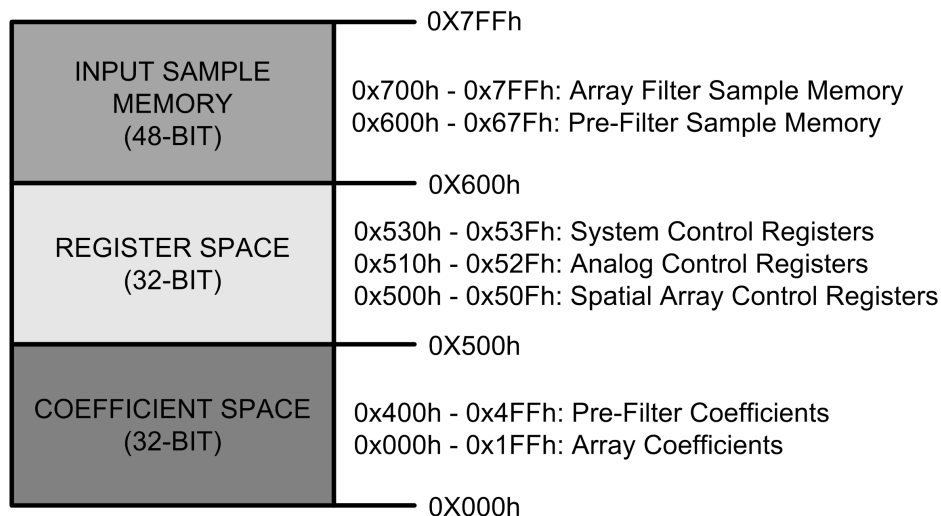 0X7FFh
INPUT SAMPLE
MEMORY
(48-BIT)
0x700h - 0x7FFh: Array Filter Sample Memory
0x600h - 0x67Fh: Pre-Filter Sample Memory
0X600h
REGISTER SPACE
(32-BIT)
0x530h - 0x53Fh: System Control Registers
0x510h - 0x52Fh: Analog Control Registers
0x500h - 0x50Fh: Spatial Array Control Registers
0X500h
COEFFICIENT SPACE
(32-BIT)
0x400h - 0x4FFh: Pre-Filter Coefficients
0x000h - 0x1FFh: Array Coefficients
0X000h